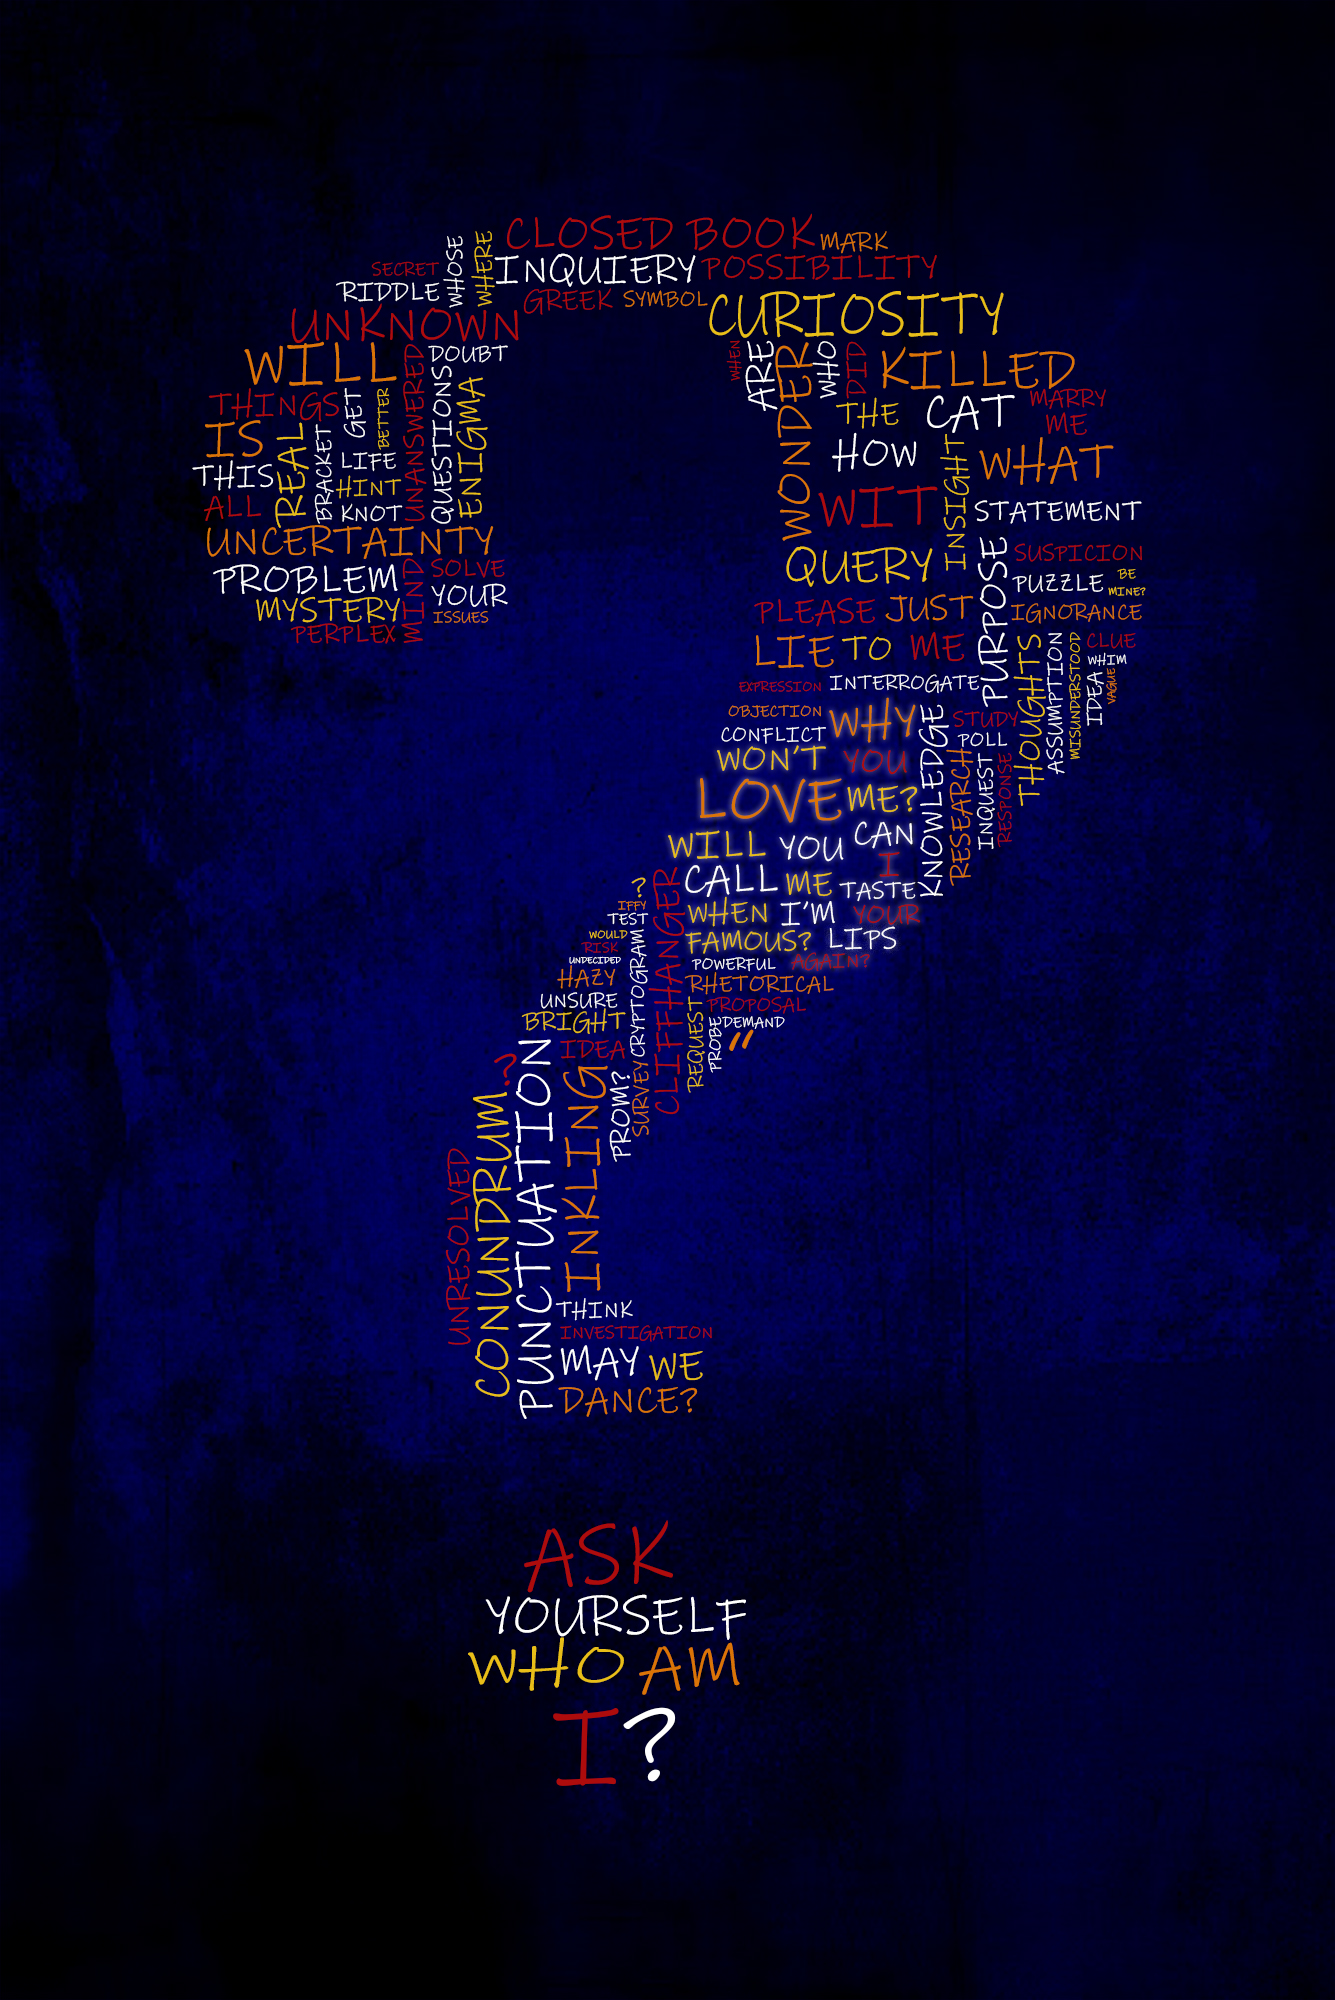 CLOSED BOOK
MARK
SECRET
WHOSE
WHERE
INQUIERY
POSSIBILITY
RIDDLE
GREEK SYMBOL
CURIOSITY
UNKNOWN
WILL
UNANSWERED
DOUBT
QUESTIONS
ENIGMA
WHEN
ARE
WONDER
WHO
DID
KILLED
THINGS
GET
BETTER
THE CAT
MARRY
ME
IS
REAL
BRACKET
LIFE
HOW
INSIGHT
WHAT
THIS
HINT
ALL
KNOT
WIT
STATEMENT
UNCERTAINTY
PURPOSE
SUSPICION
PROBLEM
MIND
SOLVE
QUERY
PUZZLE
BE
MINE?
MYSTERY
YOUR
ISSUES
PLEASE JUST
IGNORANCE
PERPLEX
LIE TO ME
THOUGHTS
ASSUMPTION
MISUNDERSTOOD
CLUE
WHIM
IDEA
VAGUE
EXPRESSION
INTERROGATE
OBJECTION
WHY
KNOWLEDGE
STUDY
CONFLICT
POLL
WON'T YOU
RESEARCH
INQUEST
RESPONSE
LOVE ME?
WILL YOU
CAN
I
CLIFFHANGER
CALL ME
TASTE
?
IFFY
WHEN I'M
YOUR
TEST
WOULD
CRYPTOGRAM
FAMOUS?
LIPS
RISK
UNDECIDED
POWERFUL
AGAIN?
HAZY
RHETORICAL
UNSURE
REQUEST
PROPOSAL
BRIGHT
PROBE
DEMAND
"
IDEA
?
PUNCTUATION
INKLING
PROM?
SURVEY
CONUNDRUM
UNRESOLVED
THINK
INVESTIGATION
MAY WE
DANCE?
ASK
YOURSELF
WHO AM
I?